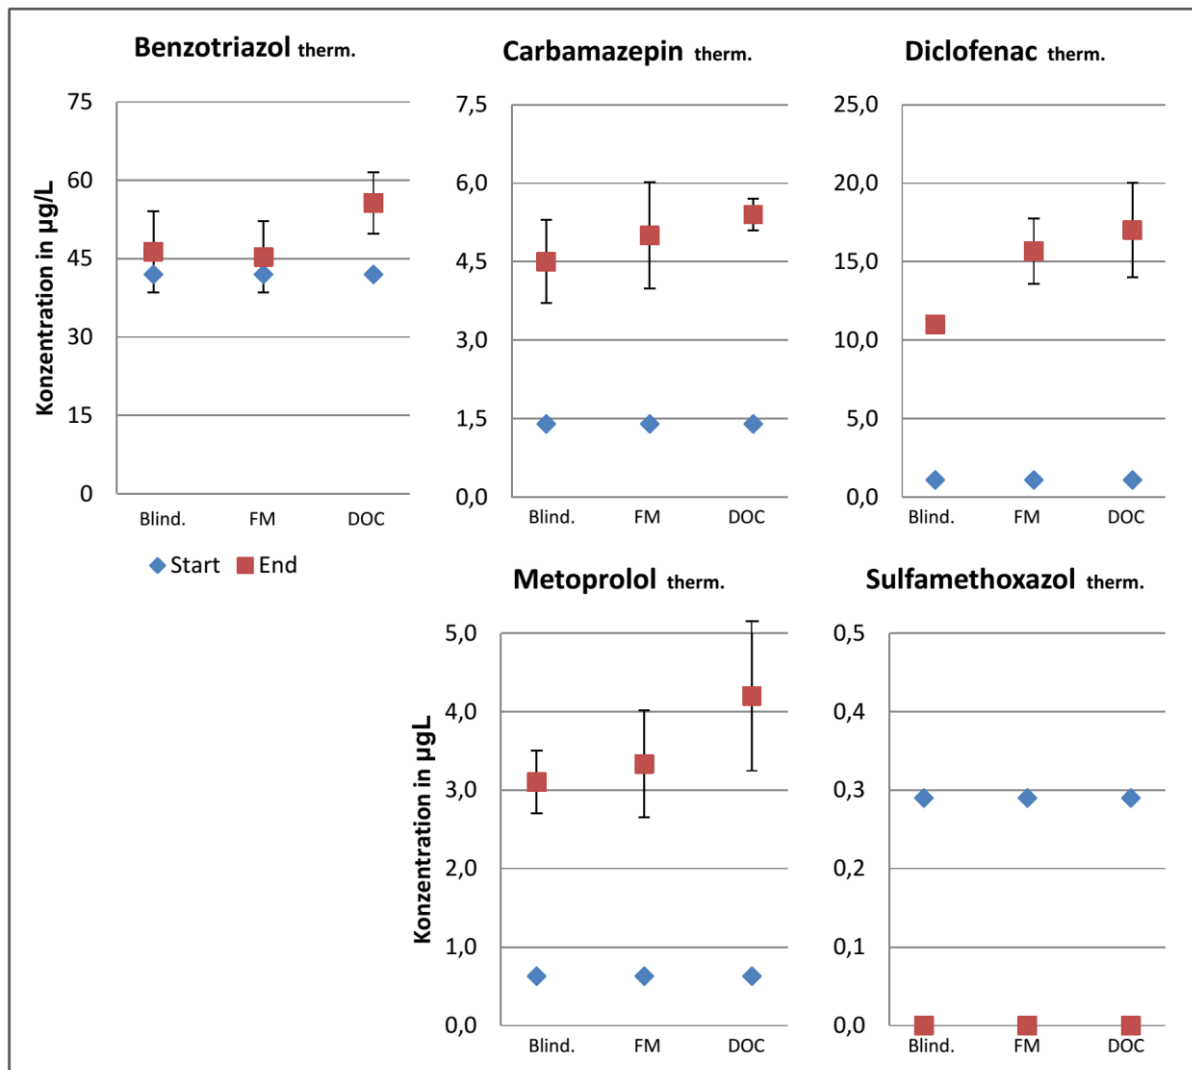 Benzotriazol therm.
Konzentration in µg/L
75
60
45
30
15
0
Blind. FM DOC
Start End
Carbamazepin therm.
7,5
6,0
4,5
3,0
1,5
0,0
Blind. FM DOC
Diclofenac therm.
25,0
20,0
15,0
10,0
5,0
0,0
Blind. FM DOC
Metoprolol therm.
Konzentration in µgL
5,0
4,0
3,0
2,0
1,0
0,0
Blind. FM DOC
Sulfamethoxazol therm.
0,5
0,4
0,3
0,2
0,1
0,0
Blind. FM DOC